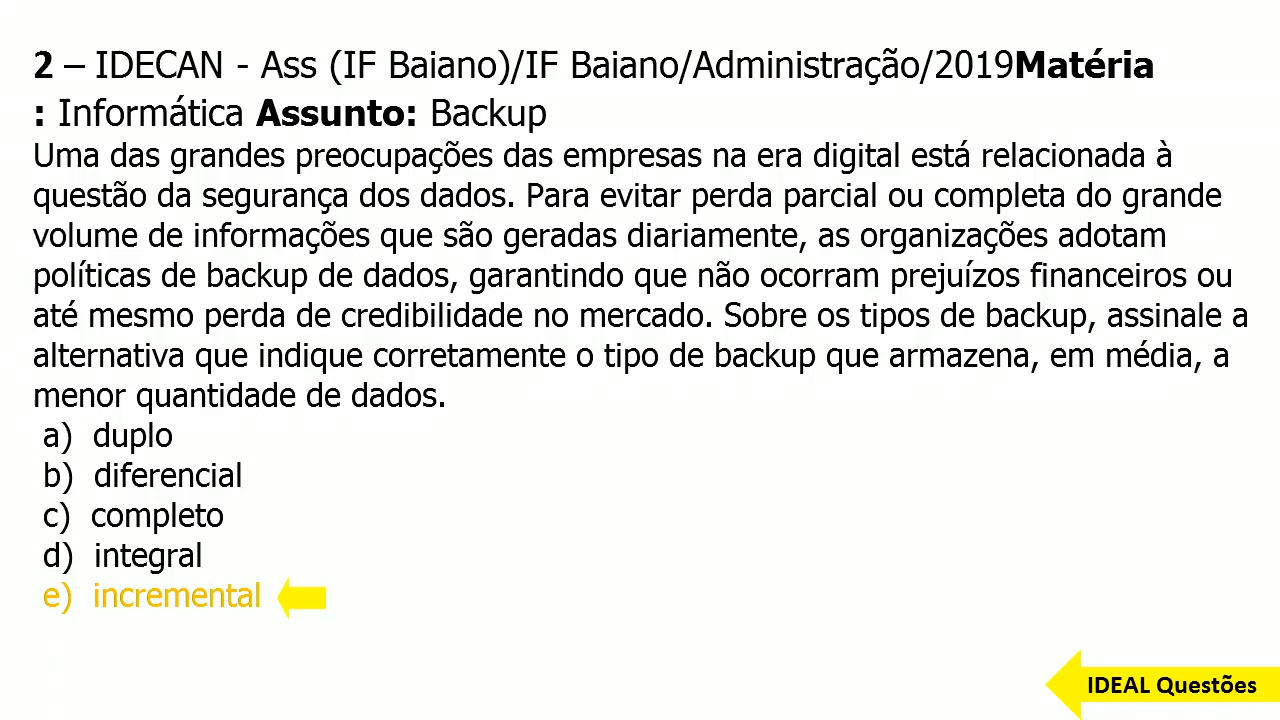 2 – IDECAN - Ass (IF Baiano)/IF Baiano/Administração/2019Matéria
: Informática Assunto: Backup
Uma das grandes preocupações das empresas na era digital está relacionada à
questão da segurança dos dados. Para evitar perda parcial ou completa do grande
volume de informações que são geradas diariamente, as organizações adotam
políticas de backup de dados, garantindo que não ocorram prejuízos financeiros ou
até mesmo perda de credibilidade no mercado. Sobre os tipos de backup, assinale a
alternativa que indique corretamente o tipo de backup que armazena, em média, a
menor quantidade de dados.
a) duplo
b) diferencial
c) completo
d) integral
e) incremental
IDEAL Questões